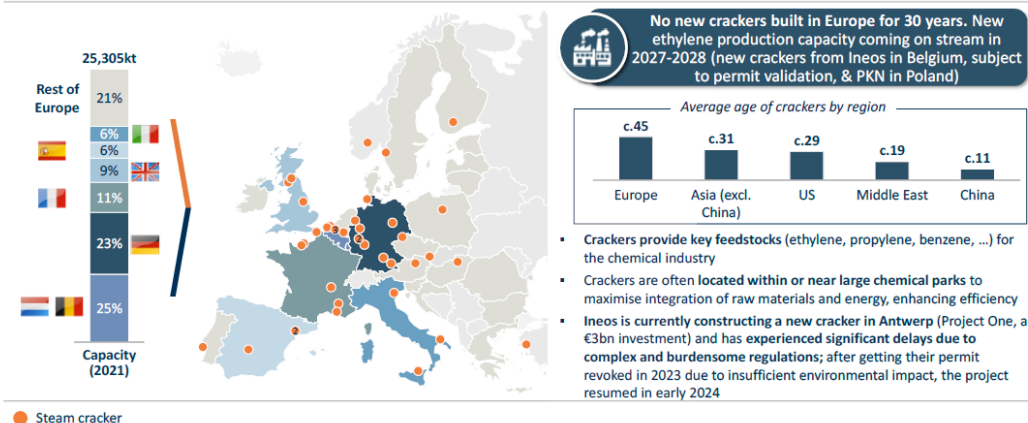 25,305kt
Rest of
Europe
21%
6%
6%
9%
11%
23%
25%
Capacity
(2021)
3
2
2
Steam cracker
No new crackers built in Europe for 30 years. New
ethylene production capacity coming on stream in
2027-2028 (new crackers from Ineos in Belgium, subject
to permit validation, & PKN in Poland)
Average age of crackers by region
c.45
c.31
c.29
c.19
c.11
Europe
Asia (excl.
China)
US
Middle East
China
▪ Crackers provide key feedstocks (ethylene, propylene, benzene, ...) for
the chemical industry
▪ Crackers are often located within or near large chemical parks to
maximise integration of raw materials and energy, enhancing efficiency
▪ Ineos is currently constructing a new cracker in Antwerp (Project One, a
€3bn investment) and has experienced significant delays due to
complex and burdensome regulations; after getting their permit
revoked in 2023 due to insufficient environmental impact, the project
resumed in early 2024